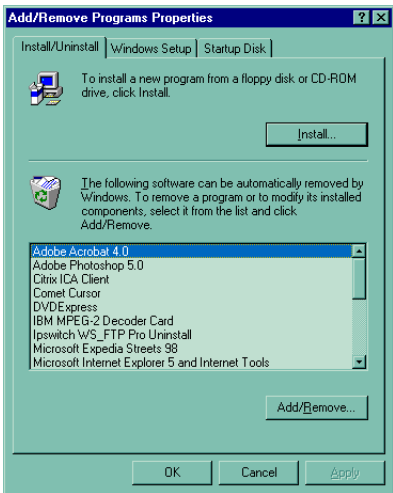 Add/Remove Programs Properties
Install/Uninstall Windows Setup Startup Disk
To install a new program from a floppy disk or CD-ROM
drive, click Install.
Install...
The following software can be automatically removed by
Windows. To remove a program or to modify its installed
components, select it from the list and click
Add/Remove.
Adobe Acrobat 4.0
Adobe Photoshop 5.0
Citrix ICA Client
Comet Cursor
DVDExpress
IBM MPEG-2 Decoder Card
Ipswitch WS_FTP Pro Uninstall
Microsoft Expedia Streets 98
Microsoft Internet Explorer 5 and Internet Tools
Add/Remove...
OK Cancel Apply